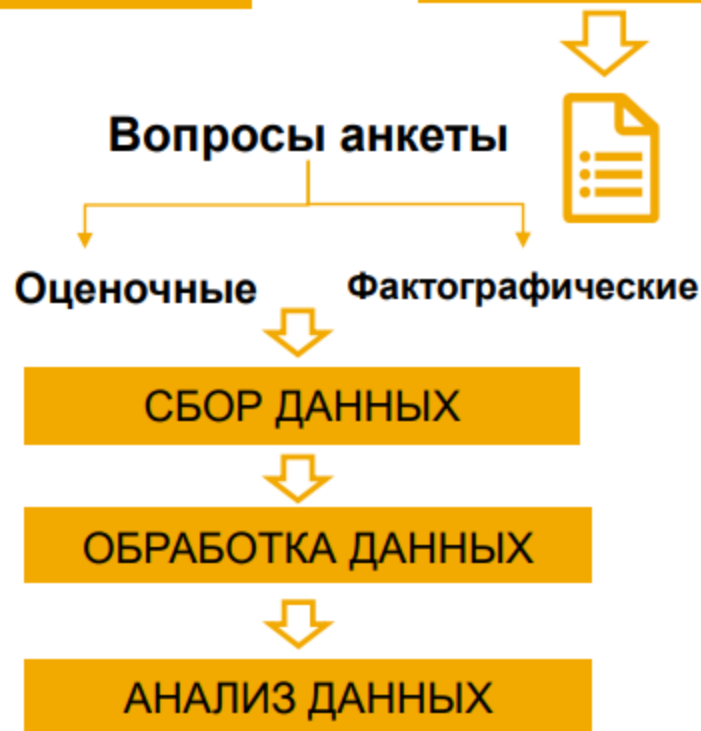 Вопросы анкеты
Оценочные
Фактографические
СБОР ДАННЫХ
ОБРАБОТКА ДАННЫХ
АНАЛИЗ ДАННЫХ